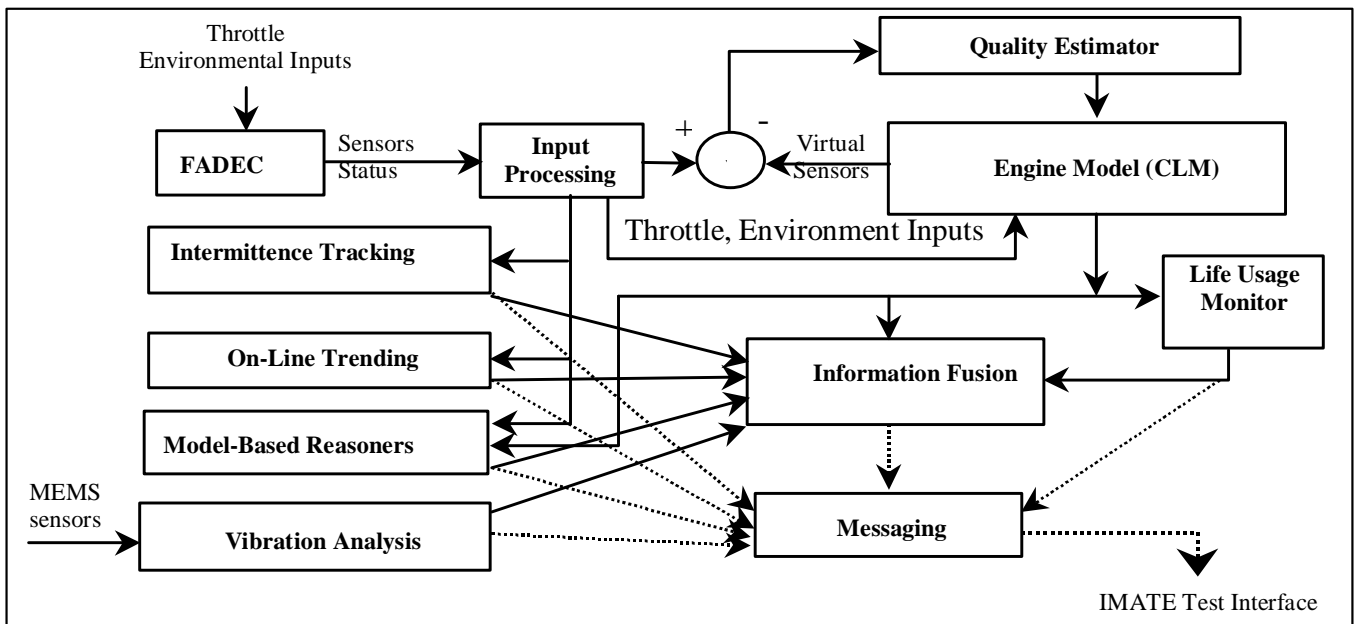 Throttle
Environmental Inputs
Quality Estimator
+
-
FADEC
Sensors
Status
Input
Processing
Virtual
Sensors
Engine Model (CLM)
Throttle, Environment Inputs
Intermittence Tracking
Life Usage
Monitor
On-Line Trending
Information Fusion
Model-Based Reasoners
MEMS
sensors
Vibration Analysis
Messaging
IMATE Test Interface